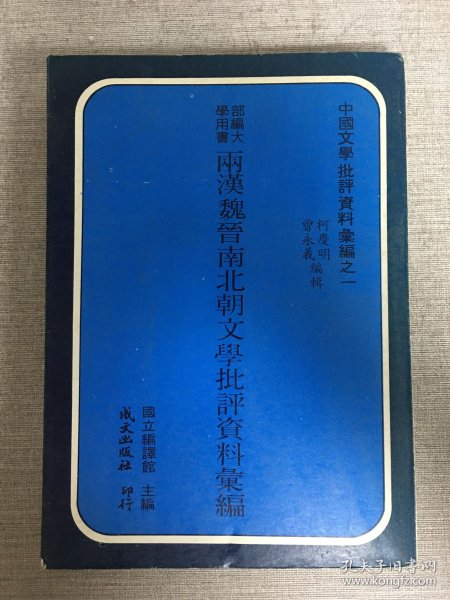 中國文學批評資料彙編之一
柯慶明
曾永義編輯
部編大
學用書
兩漢魏晉南北朝文學批評資料彙編
國立編譯館 主編
成文出版社 印行
孔夫子旧书网
www.kongfz.com